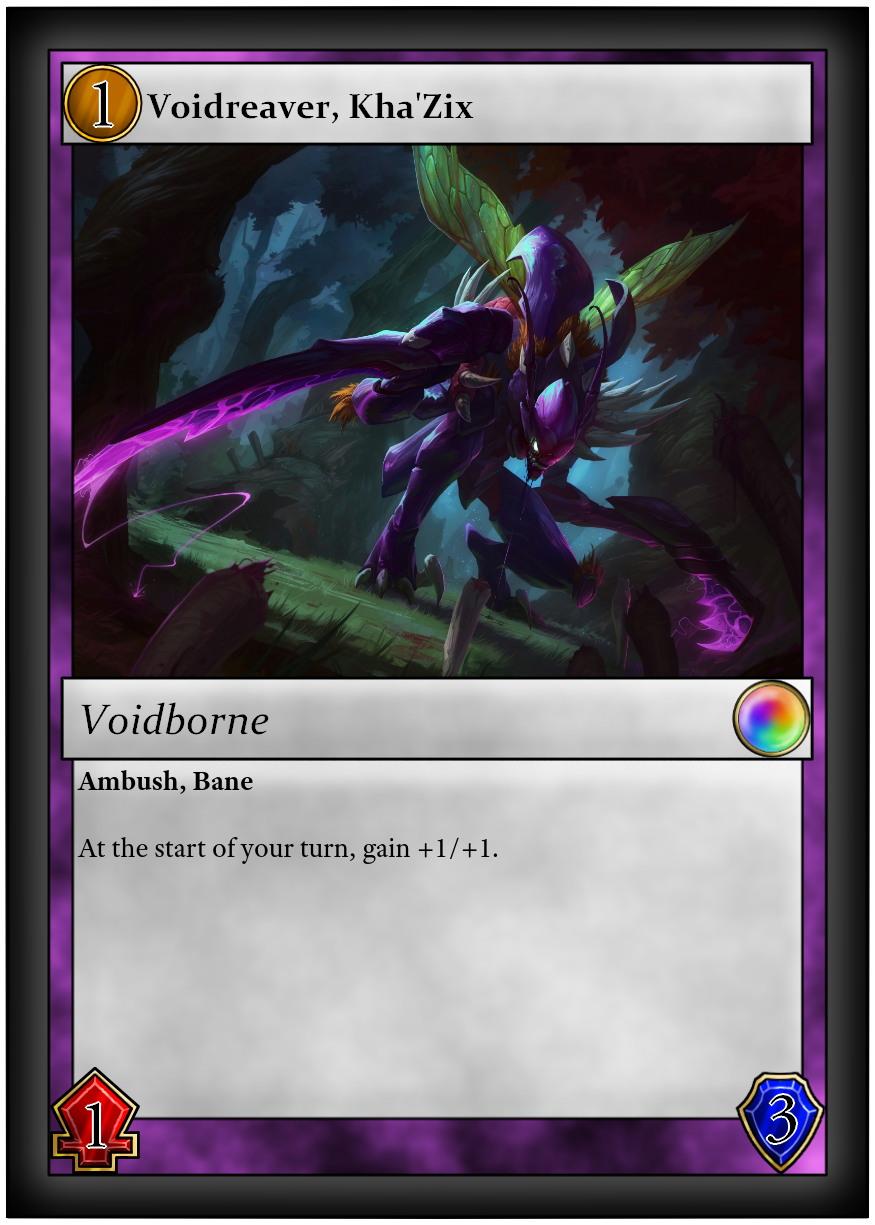 1
Voidreaver, Kha'Zix
Voidborne
Ambush, Bane
At the start of your turn, gain +1/+1.
1
3